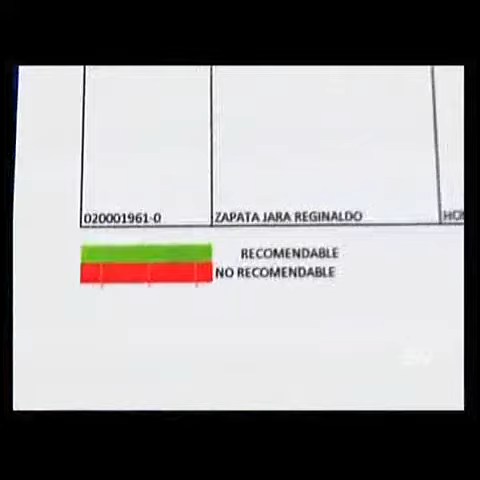 020001961-0 ZAPATA JARA REGINALDO
RECOMENDABLE
NO RECOMENDABLE